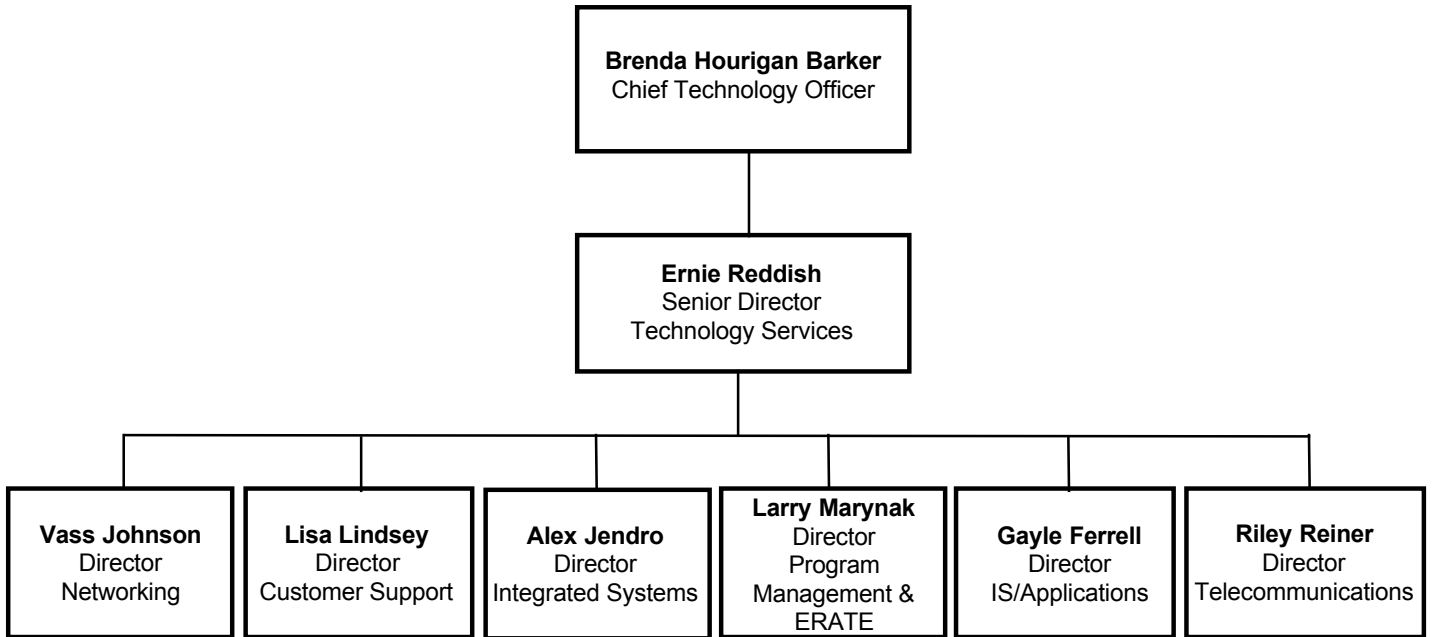 Brenda Hourigan Barker
Chief Technology Officer
Ernie Reddish
Senior Director
Technology Services
Vass Johnson
Director
Networking
Lisa Lindsey
Director
Customer Support
Alex Jendro
Director
Integrated Systems
Larry Marynak
Director
Program
Management &
ERATE
Gayle Ferrell
Director
IS/Applications
Riley Reiner
Director
Telecommunications